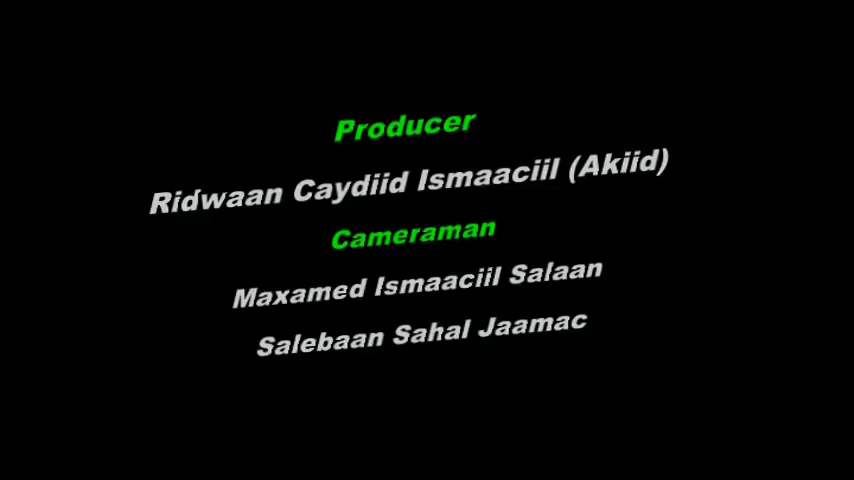 Producer
Ridwaan Caydiid Ismaaciil (Akiid)
Cameraman
Maxamed Ismaaciil Salaan
Salebaan Sahal Jaamac